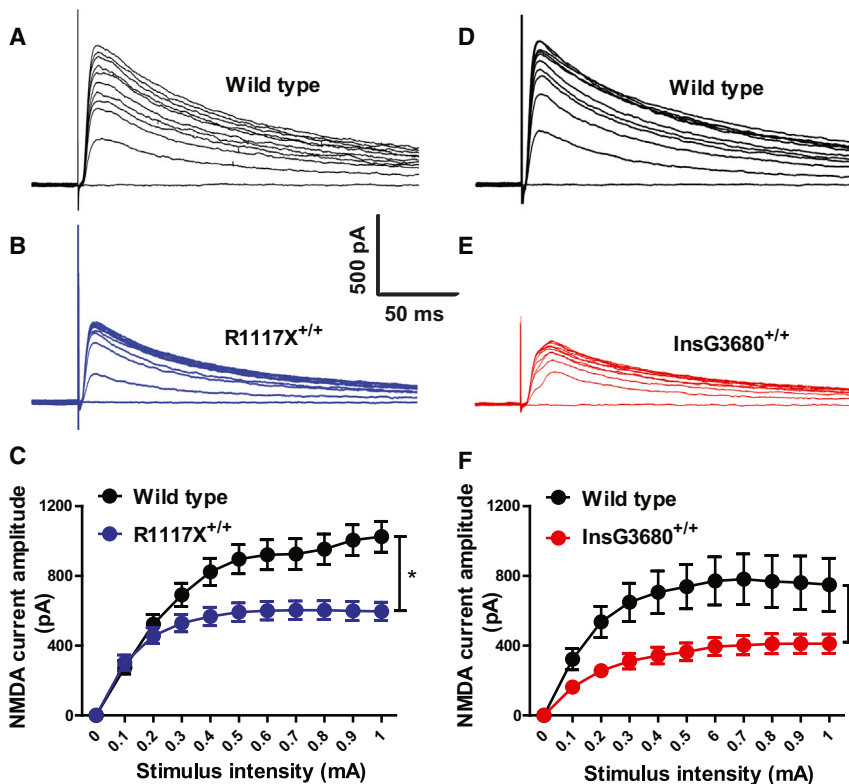 A
Wild type
D
Wild type
B
R1117X+/+
500 pA
50 ms
E
InsG3680+/+
C
Wild type
R1117X+/+
NMDA current amplitude
(pA)
1200
800
400
0
*
0 0.1 0.2 0.3 0.4 0.5 0.6 0.7 0.8 0.9 1
Stimulus intensity (mA)
F
Wild type
InsG3680+/+
NMDA current amplitude
(pA)
1200
800
400
0
0 0.1 0.2 0.3 0.4 0.5 0.6 0.7 0.8 0.9 1
Stimulus intensity (mA)